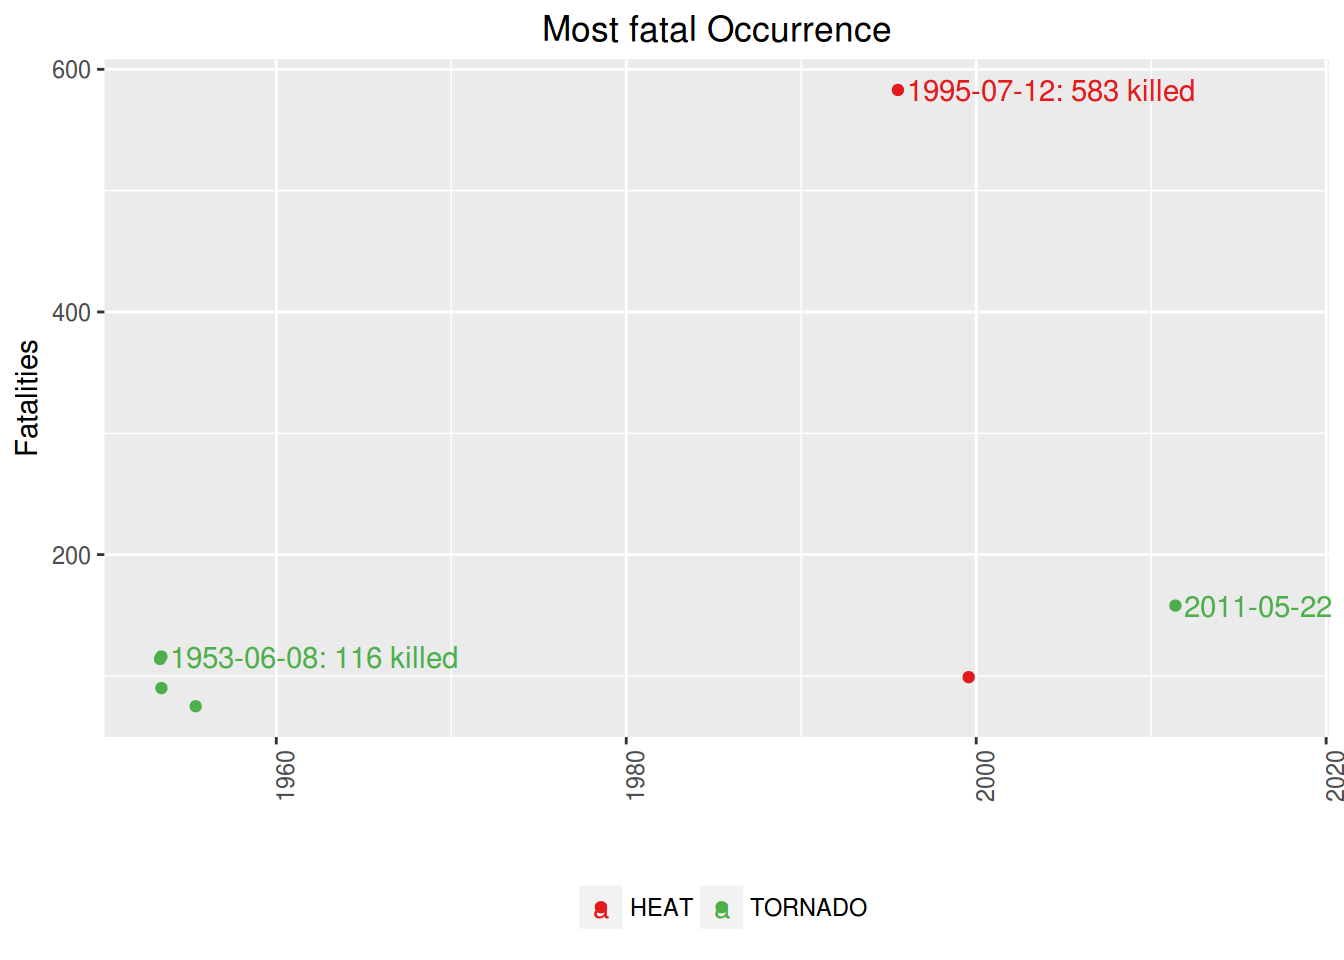 Most fatal Occurrence
600
1995-07-12: 583 killed
400
Fatalities
200
2011-05-22
1953-06-08: 116 killed
1960
1980
2000
2020
a HEAT a TORNADO